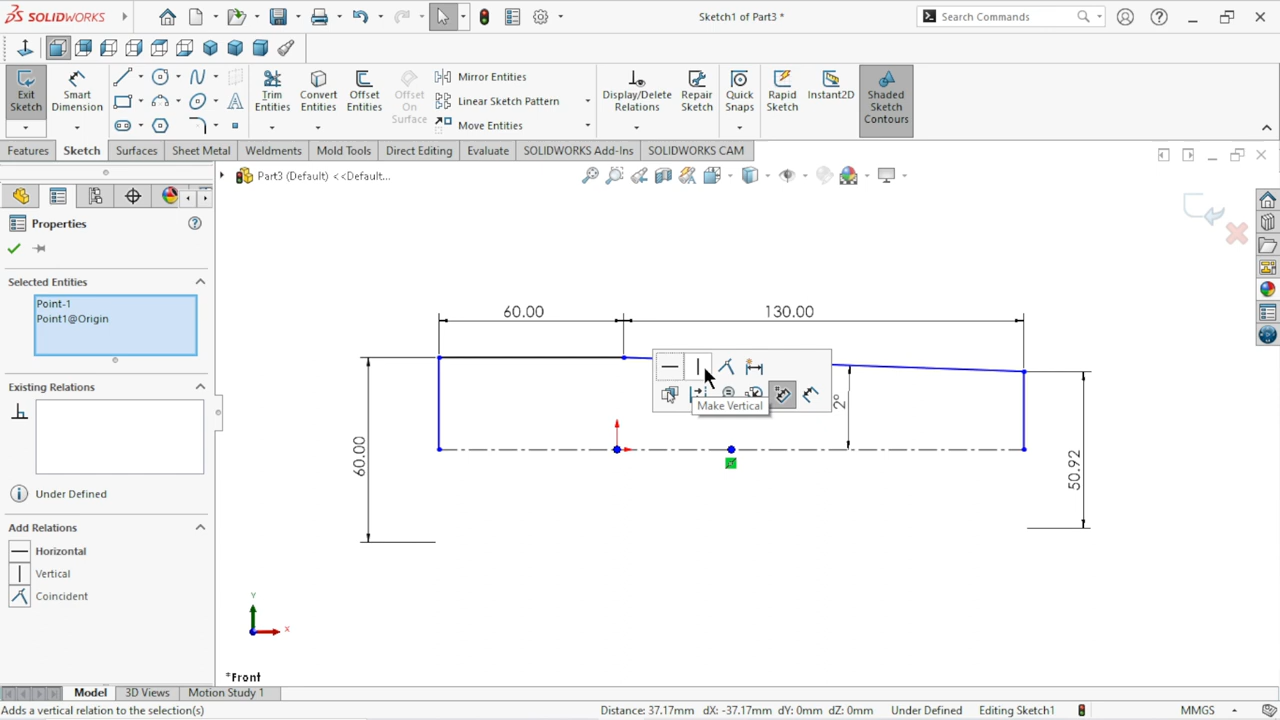 SOLIDWORKS
Sketch1 of Part3 *
Search Commands
Exit Sketch
Smart Dimension
Trim Entities
Convert Entities
Offset Entities
Offset On Surface
Mirror Entities
Linear Sketch Pattern
Move Entities
Display/Delete Relations
Repair Sketch
Quick Snaps
Rapid Sketch
Instant2D
Shaded Sketch Contours
Features
Sketch
Surfaces
Sheet Metal
Weldments
Mold Tools
Direct Editing
Evaluate
SOLIDWORKS Add-Ins
SOLIDWORKS CAM
Part3 (Default) <<Default...
Properties
Selected Entities
Point-1
Point1@Origin
Existing Relations
Under Defined
Add Relations
Horizontal
Vertical
Coincident
60.00
130.00
Make Vertical
2°
60.00
50.92
Y
X
*Front
Model
3D Views
Motion Study 1
Adds a vertical relation to the selection(s)
Distance: 37.17mm dX: -37.17mm dY: 0mm dZ: 0mm
Under Defined
Editing Sketch1
MMGS